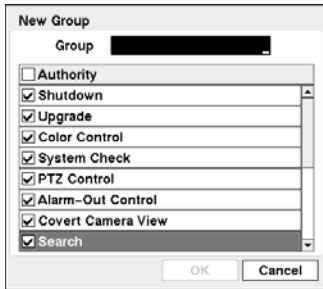 New Group
Group
Authority
Shutdown
Upgrade
Color Control
System Check
PTZ Control
Alarm-Out Control
Covert Camera View
Search
OK Cancel